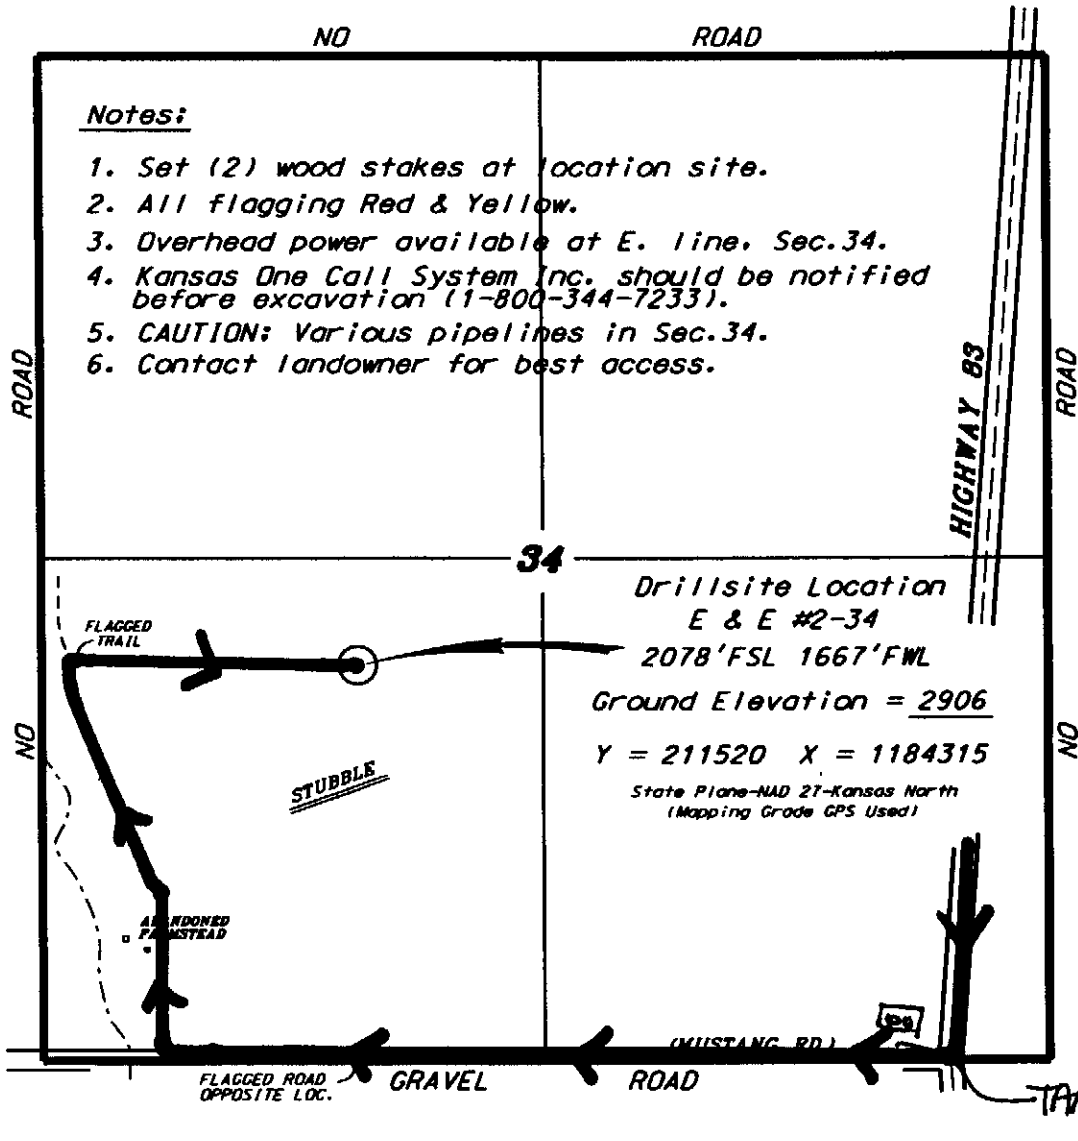 NO ROAD
Notes:
1. Set (2) wood stakes at location site.
2. All flagging Red & Yellow.
3. Overhead power available at E. line, Sec.34.
4. Kansas One Call System Inc. should be notified
before excavation (1-800-344-7233).
5. CAUTION: Various pipelines in Sec.34.
6. Contact landowner for best access.
ROAD
ROAD
HIGHWAY 83
34
Drillsite Location
E & E #2-34
2078'FSL 1667'FWL
Ground Elevation = 2906
Y = 211520 X = 1184315
State Plane-NAD 27-Kansas North
(Mapping Grade GPS Used)
FLAGGED
TRAIL
NO
NO
STUBBLE
ABANDONED
FARMSTEAD
(MUSTANG RD.)
FLAGGED ROAD
OPPOSITE LOC.
GRAVEL ROAD